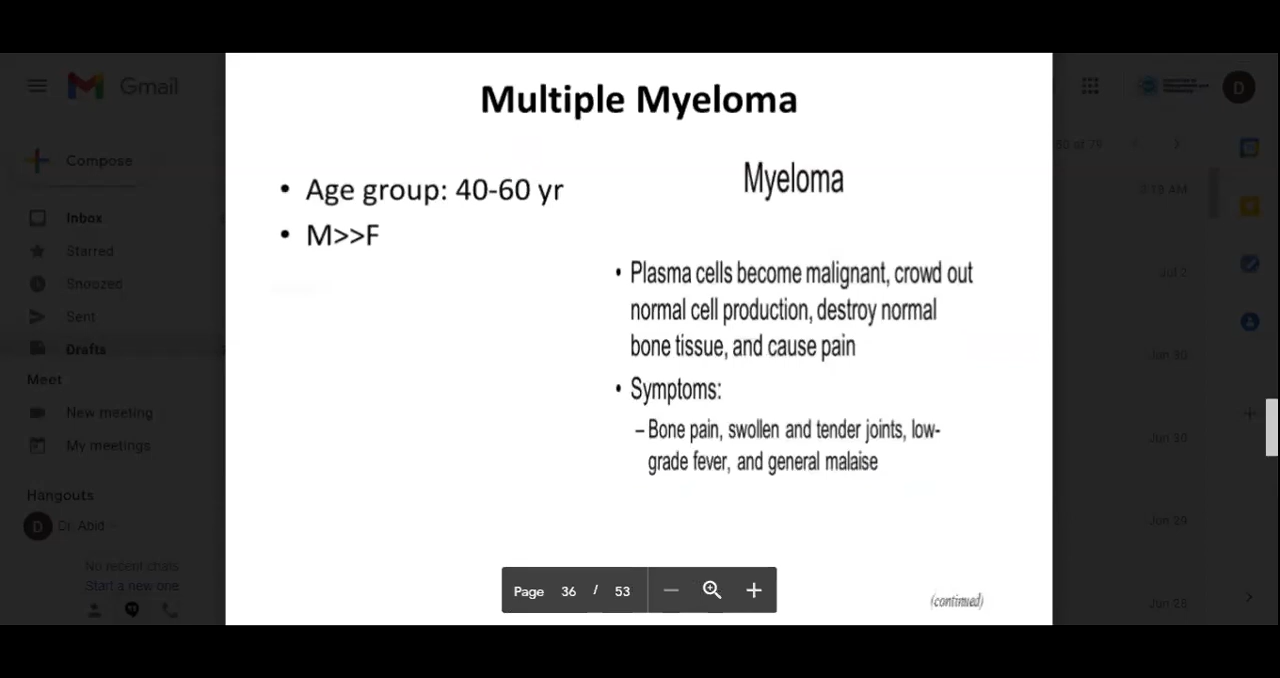 Multiple Myeloma
• Age group: 40-60 yr
• M>>F
Myeloma
• Plasma cells become malignant, crowd out
normal cell production, destroy normal
bone tissue, and cause pain
• Symptoms:
– Bone pain, swollen and tender joints, low-
grade fever, and general malaise
(continued)
Page 36 / 53
Gmail
Compose
Inbox
Starred
Snoozed
Sent
Drafts
Meet
New meeting
My meetings
Hangouts
D
Dr. Abid
No recent chats
Start a new one
D
Jul 2
Jun 30
Jun 30
Jun 29
Jun 28